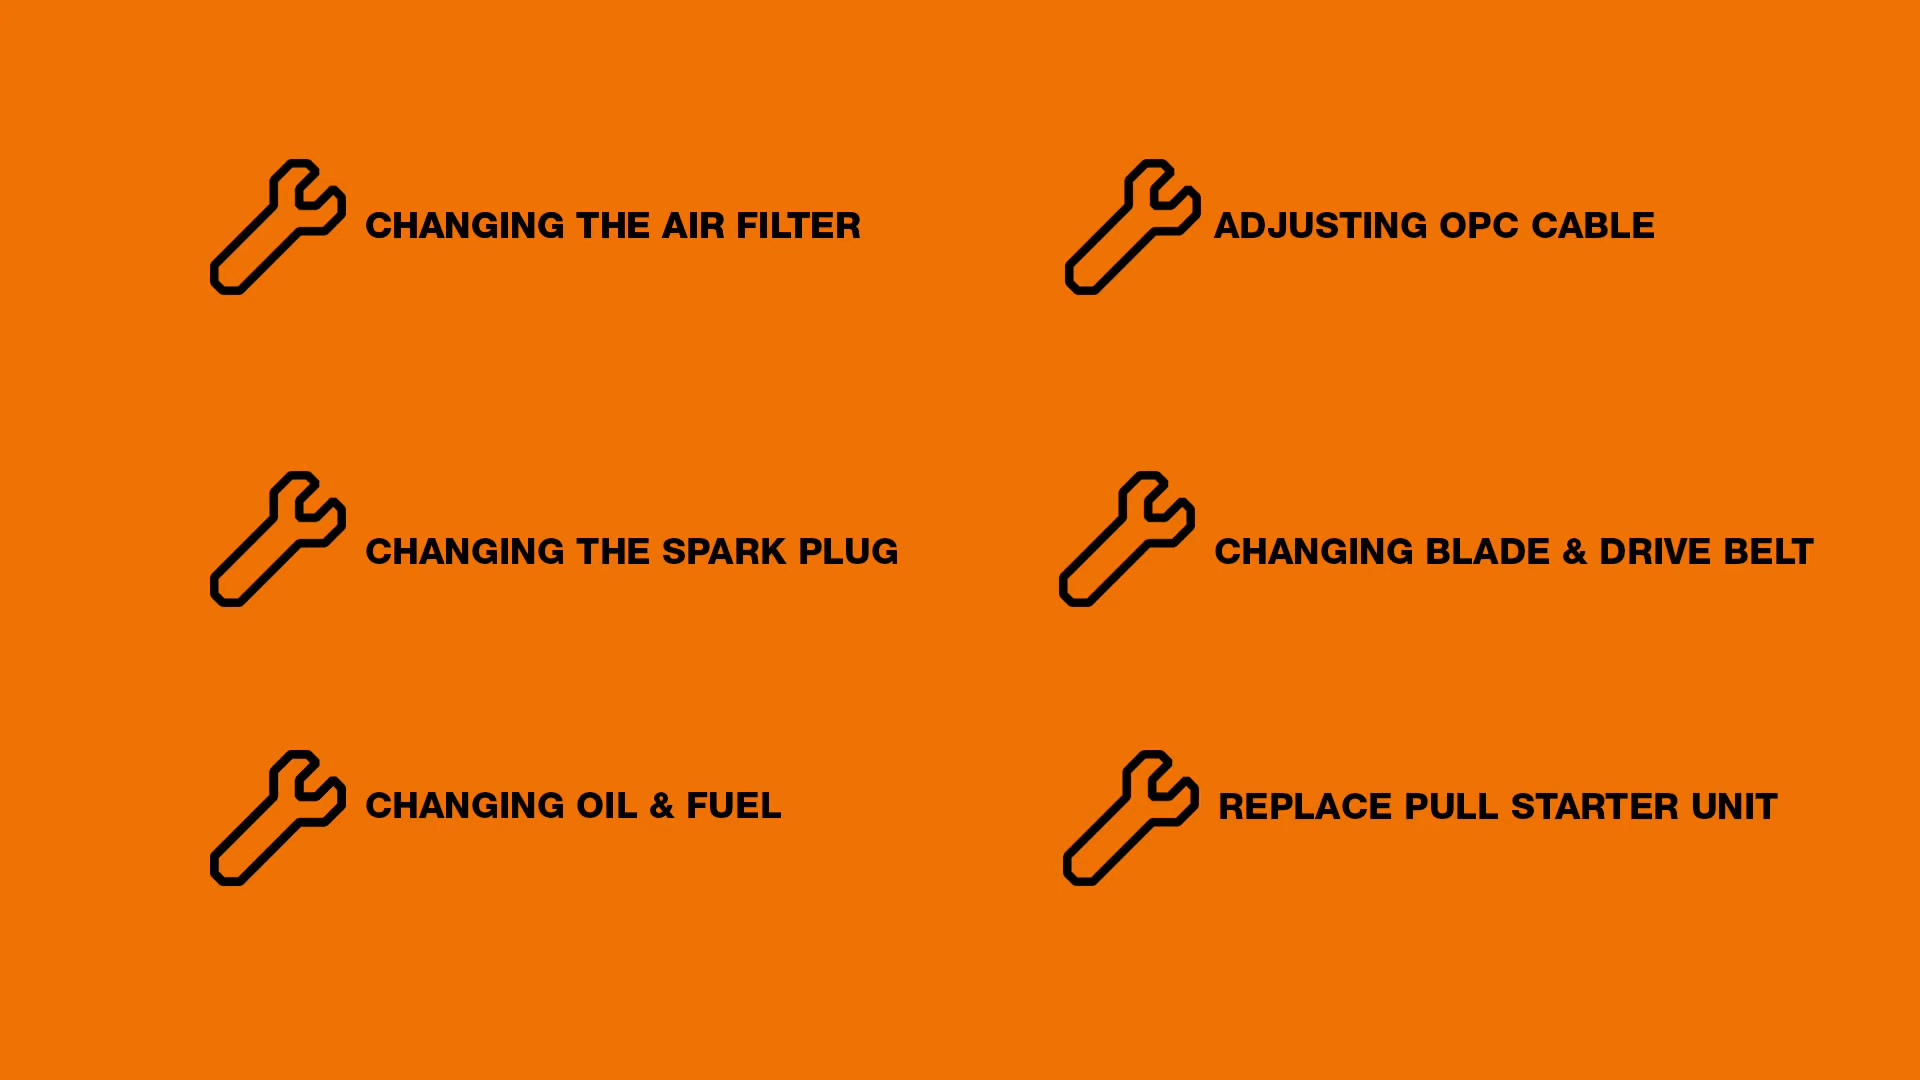 CHANGING THE AIR FILTER
ADJUSTING OPC CABLE
CHANGING THE SPARK PLUG
CHANGING BLADE & DRIVE BELT
CHANGING OIL & FUEL
REPLACE PULL STARTER UNIT